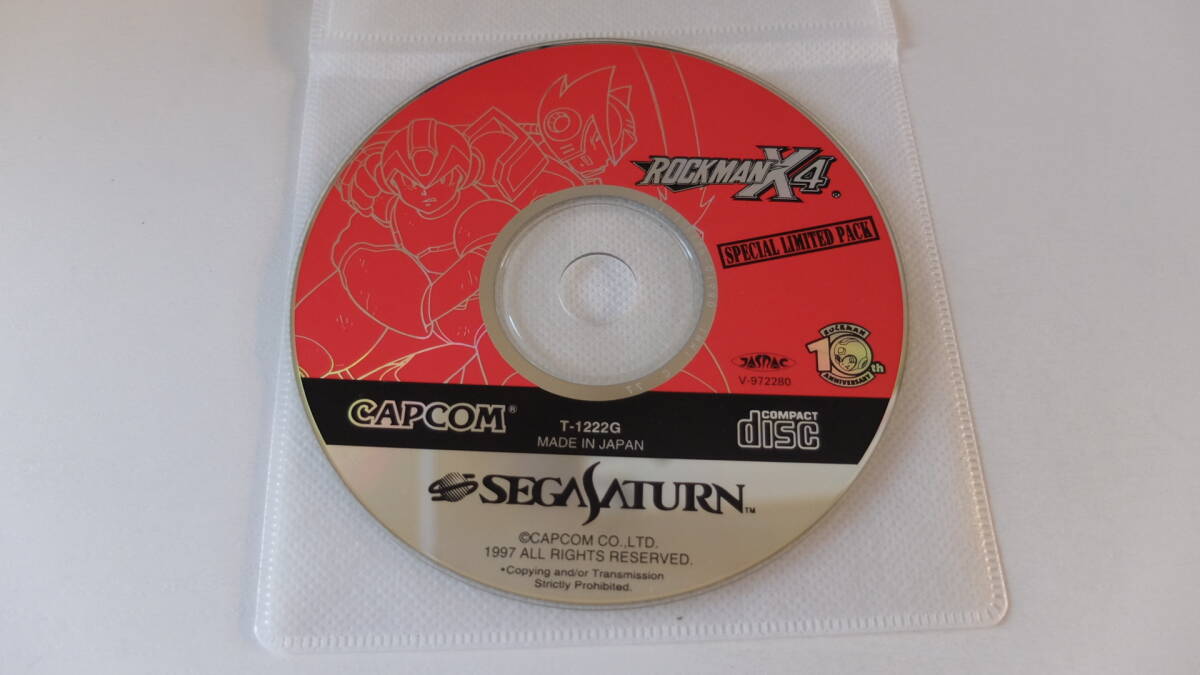 ROCKMAN X4
SPECIAL LIMITED PACK
ROCKMAN
10th
ANNIVERSARY
JASRAC
V-972280
CAPCOM®
T-1222G
MADE IN JAPAN
COMPACT
disc
SEGA SATURN™
©CAPCOM CO.,LTD.
1997 ALL RIGHTS RESERVED.
•Copying and/or Transmission
Strictly Prohibited.